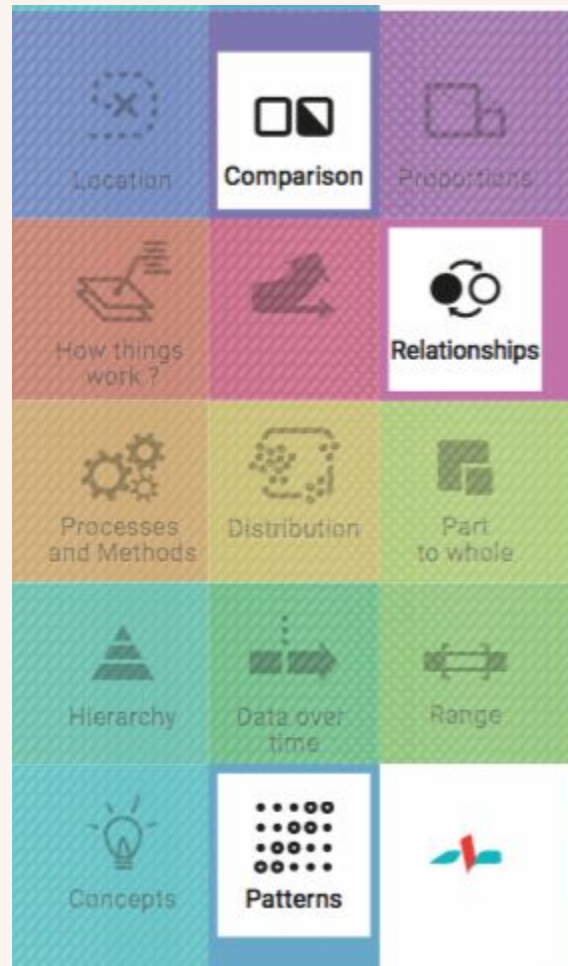 Location
Comparison
Proportions
How things
work ?
Relationships
Processes
and Methods
Distribution
Part
to whole
Hierarchy
Data over
time
Range
Concepts
Patterns